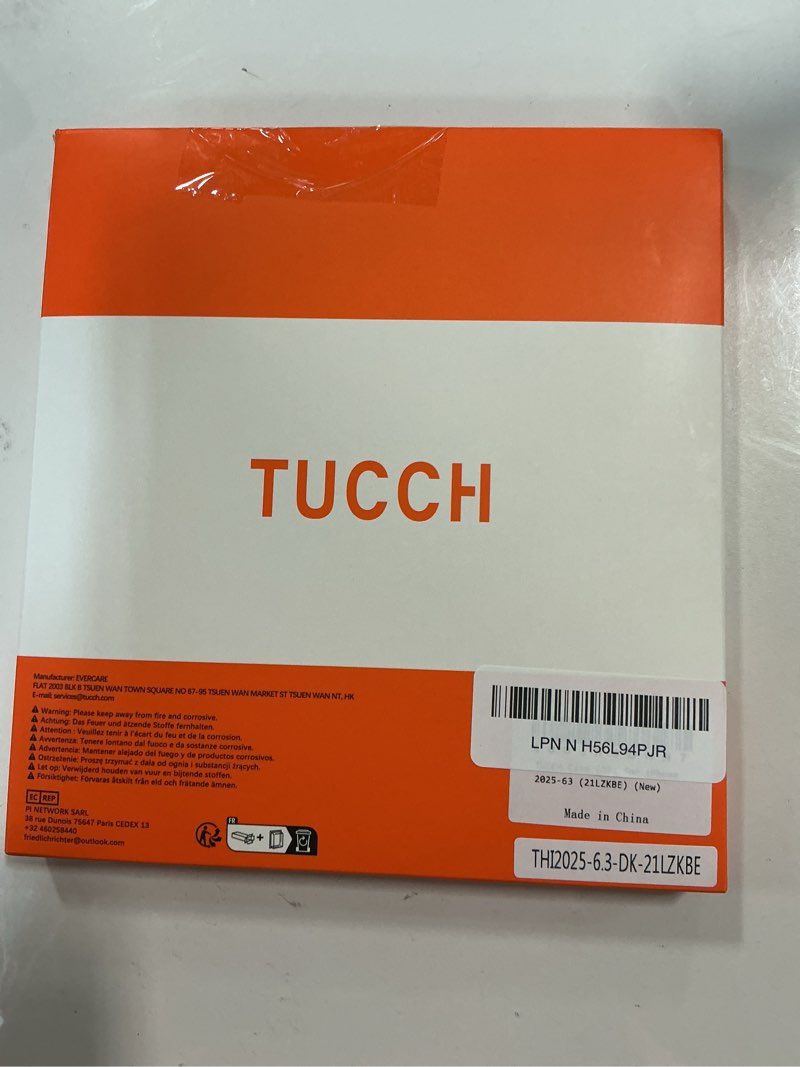 TUCCH
Manufacturer: EVERCARE
FLAT 2003 BLK B TSUEN WAN TOWN SQUARE NO 67-95 TSUEN WAN MARKET ST TSUEN WAN NT, HK
E-mail: services@tucch.com
Warning: Please keep away from fire and corrosive.
Achtung: Das Feuer und ätzende Stoffe fernhalten.
Attention : Veuillez tenir à l'écart du feu et de la corrosion.
Avvertenza: Tenere lontano dal fuoco e da sostanze corrosive.
Advertencia: Mantener alejado del fuego y de productos corrosivos.
Ostrzeżenie: Proszę trzymać z dala od ognia i substancji żrących.
Let op: Verwijderd houden van vuur en bijtende stoffen.
Försiktighet: Förvaras åtskilt från eld och frätande ämnen.
EC REP
PI NETWORK SARL
38 rue Dunois 75647 Paris CEDEX 13
+32 460258440
friedlichrichter@outlook.com
FR
LPN N H56L94PJR
2025-63 (21LZKBE) (New)
Made in China
THI2025-6.3-DK-21LZKBE